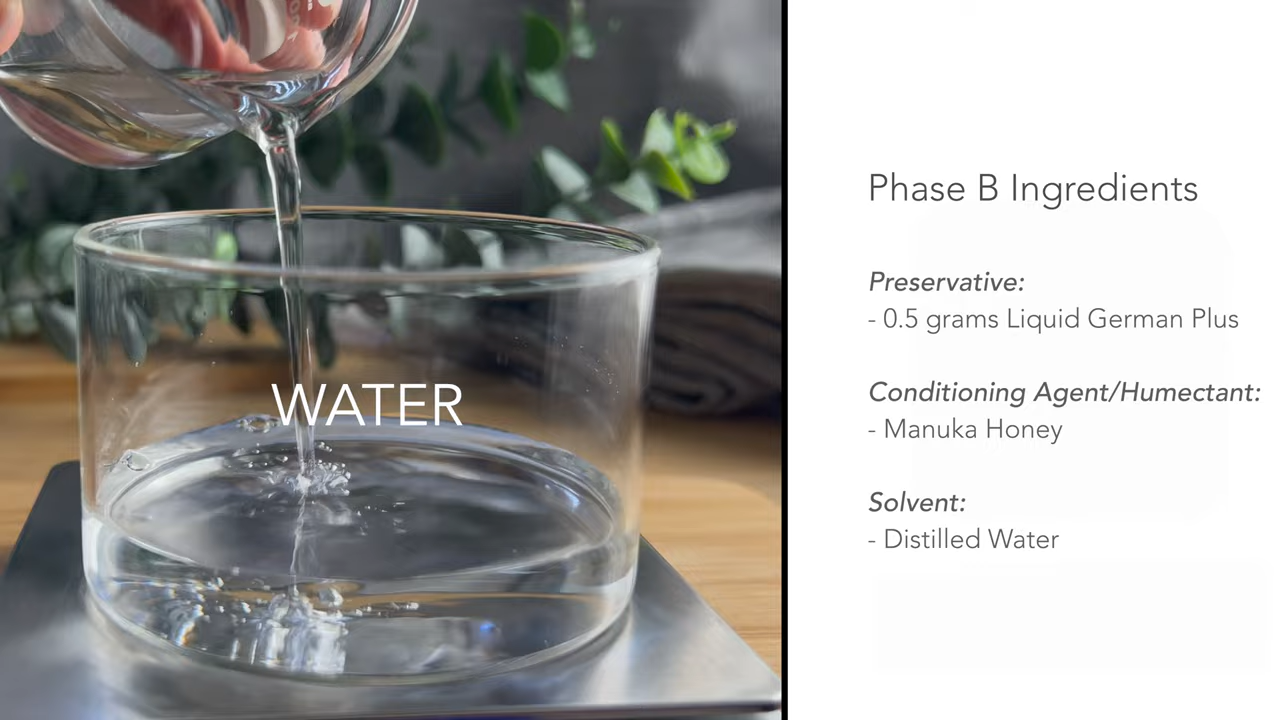 WATER
Phase B Ingredients
Preservative:
- 0.5 grams Liquid German Plus
Conditioning Agent/Humectant:
- Manuka Honey
Solvent:
- Distilled Water